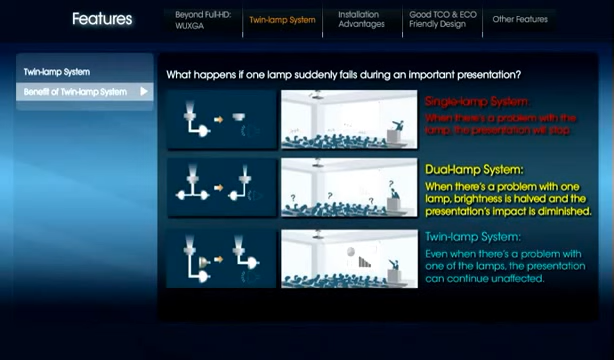 Features
Beyond Full-HD:
WUXGA
Twin-lamp System
Installation
Advantages
Good TCO & ECO
Friendly Design
Other Features
Twin-lamp System
Benefit of Twin-lamp System
What happens if one lamp suddenly fails during an important presentation?
Single-lamp System:
When there's a problem with the
lamp, the presentation will stop.
Dual-lamp System:
When there's a problem with one
lamp, brightness is halved and the
presentation's impact is diminished.
? ? ?
Twin-lamp System:
Even when there's a problem with
one of the lamps, the presentation
can continue unaffected.